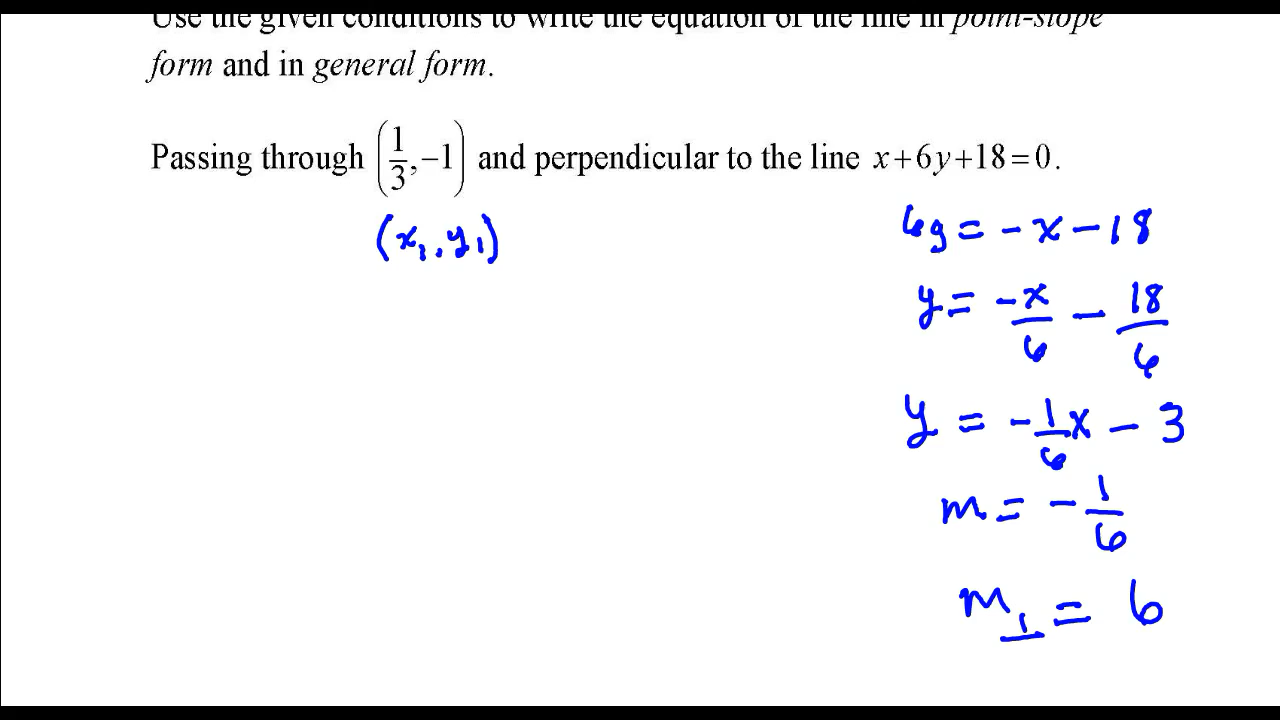 Use the given conditions to write the equation of the line in point-slope
form and in general form.
Passing through (1/3, −1) and perpendicular to the line x + 6y + 18 = 0.
(x₁, y₁)
6y = −x − 18
y = −x/6 − 18/6
y = −1/6 x − 3
m = −1/6
m⊥ = 6